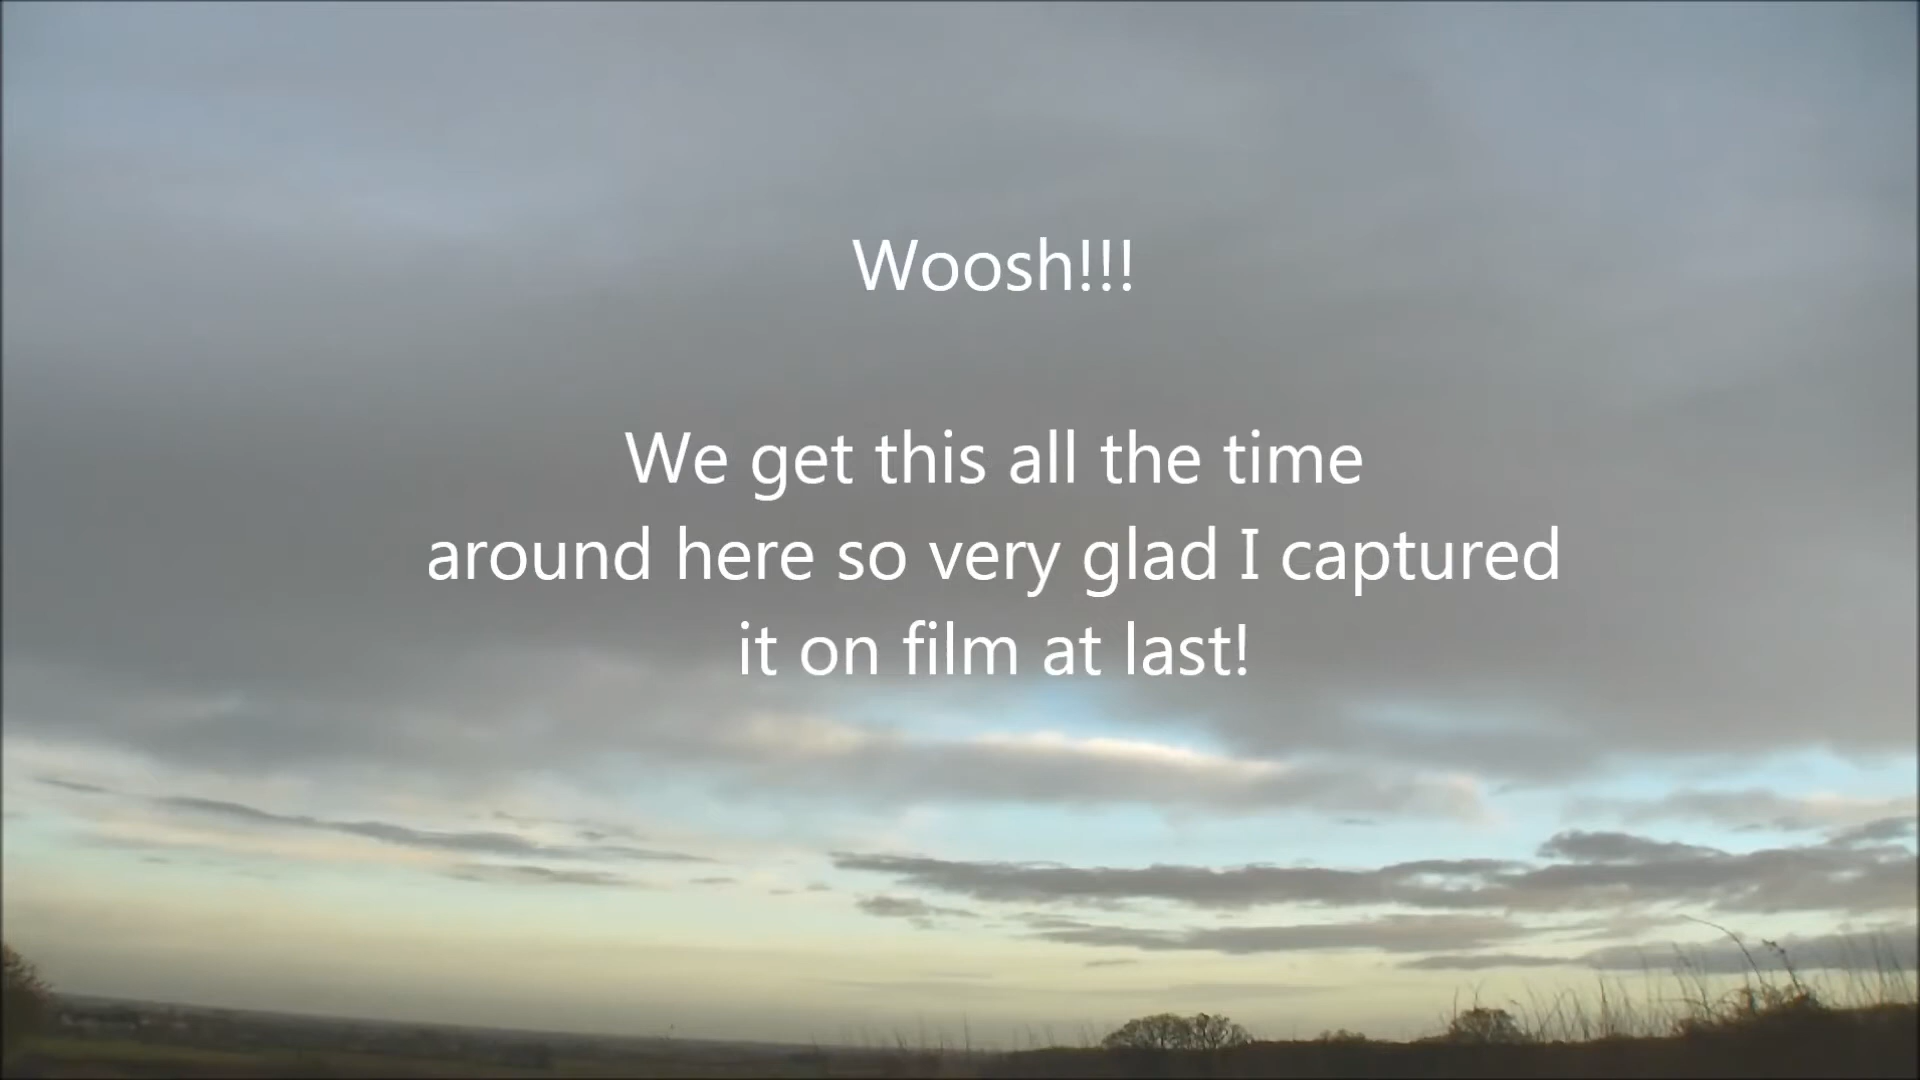 Woosh!!!
We get this all the time
around here so very glad I captured
it on film at last!